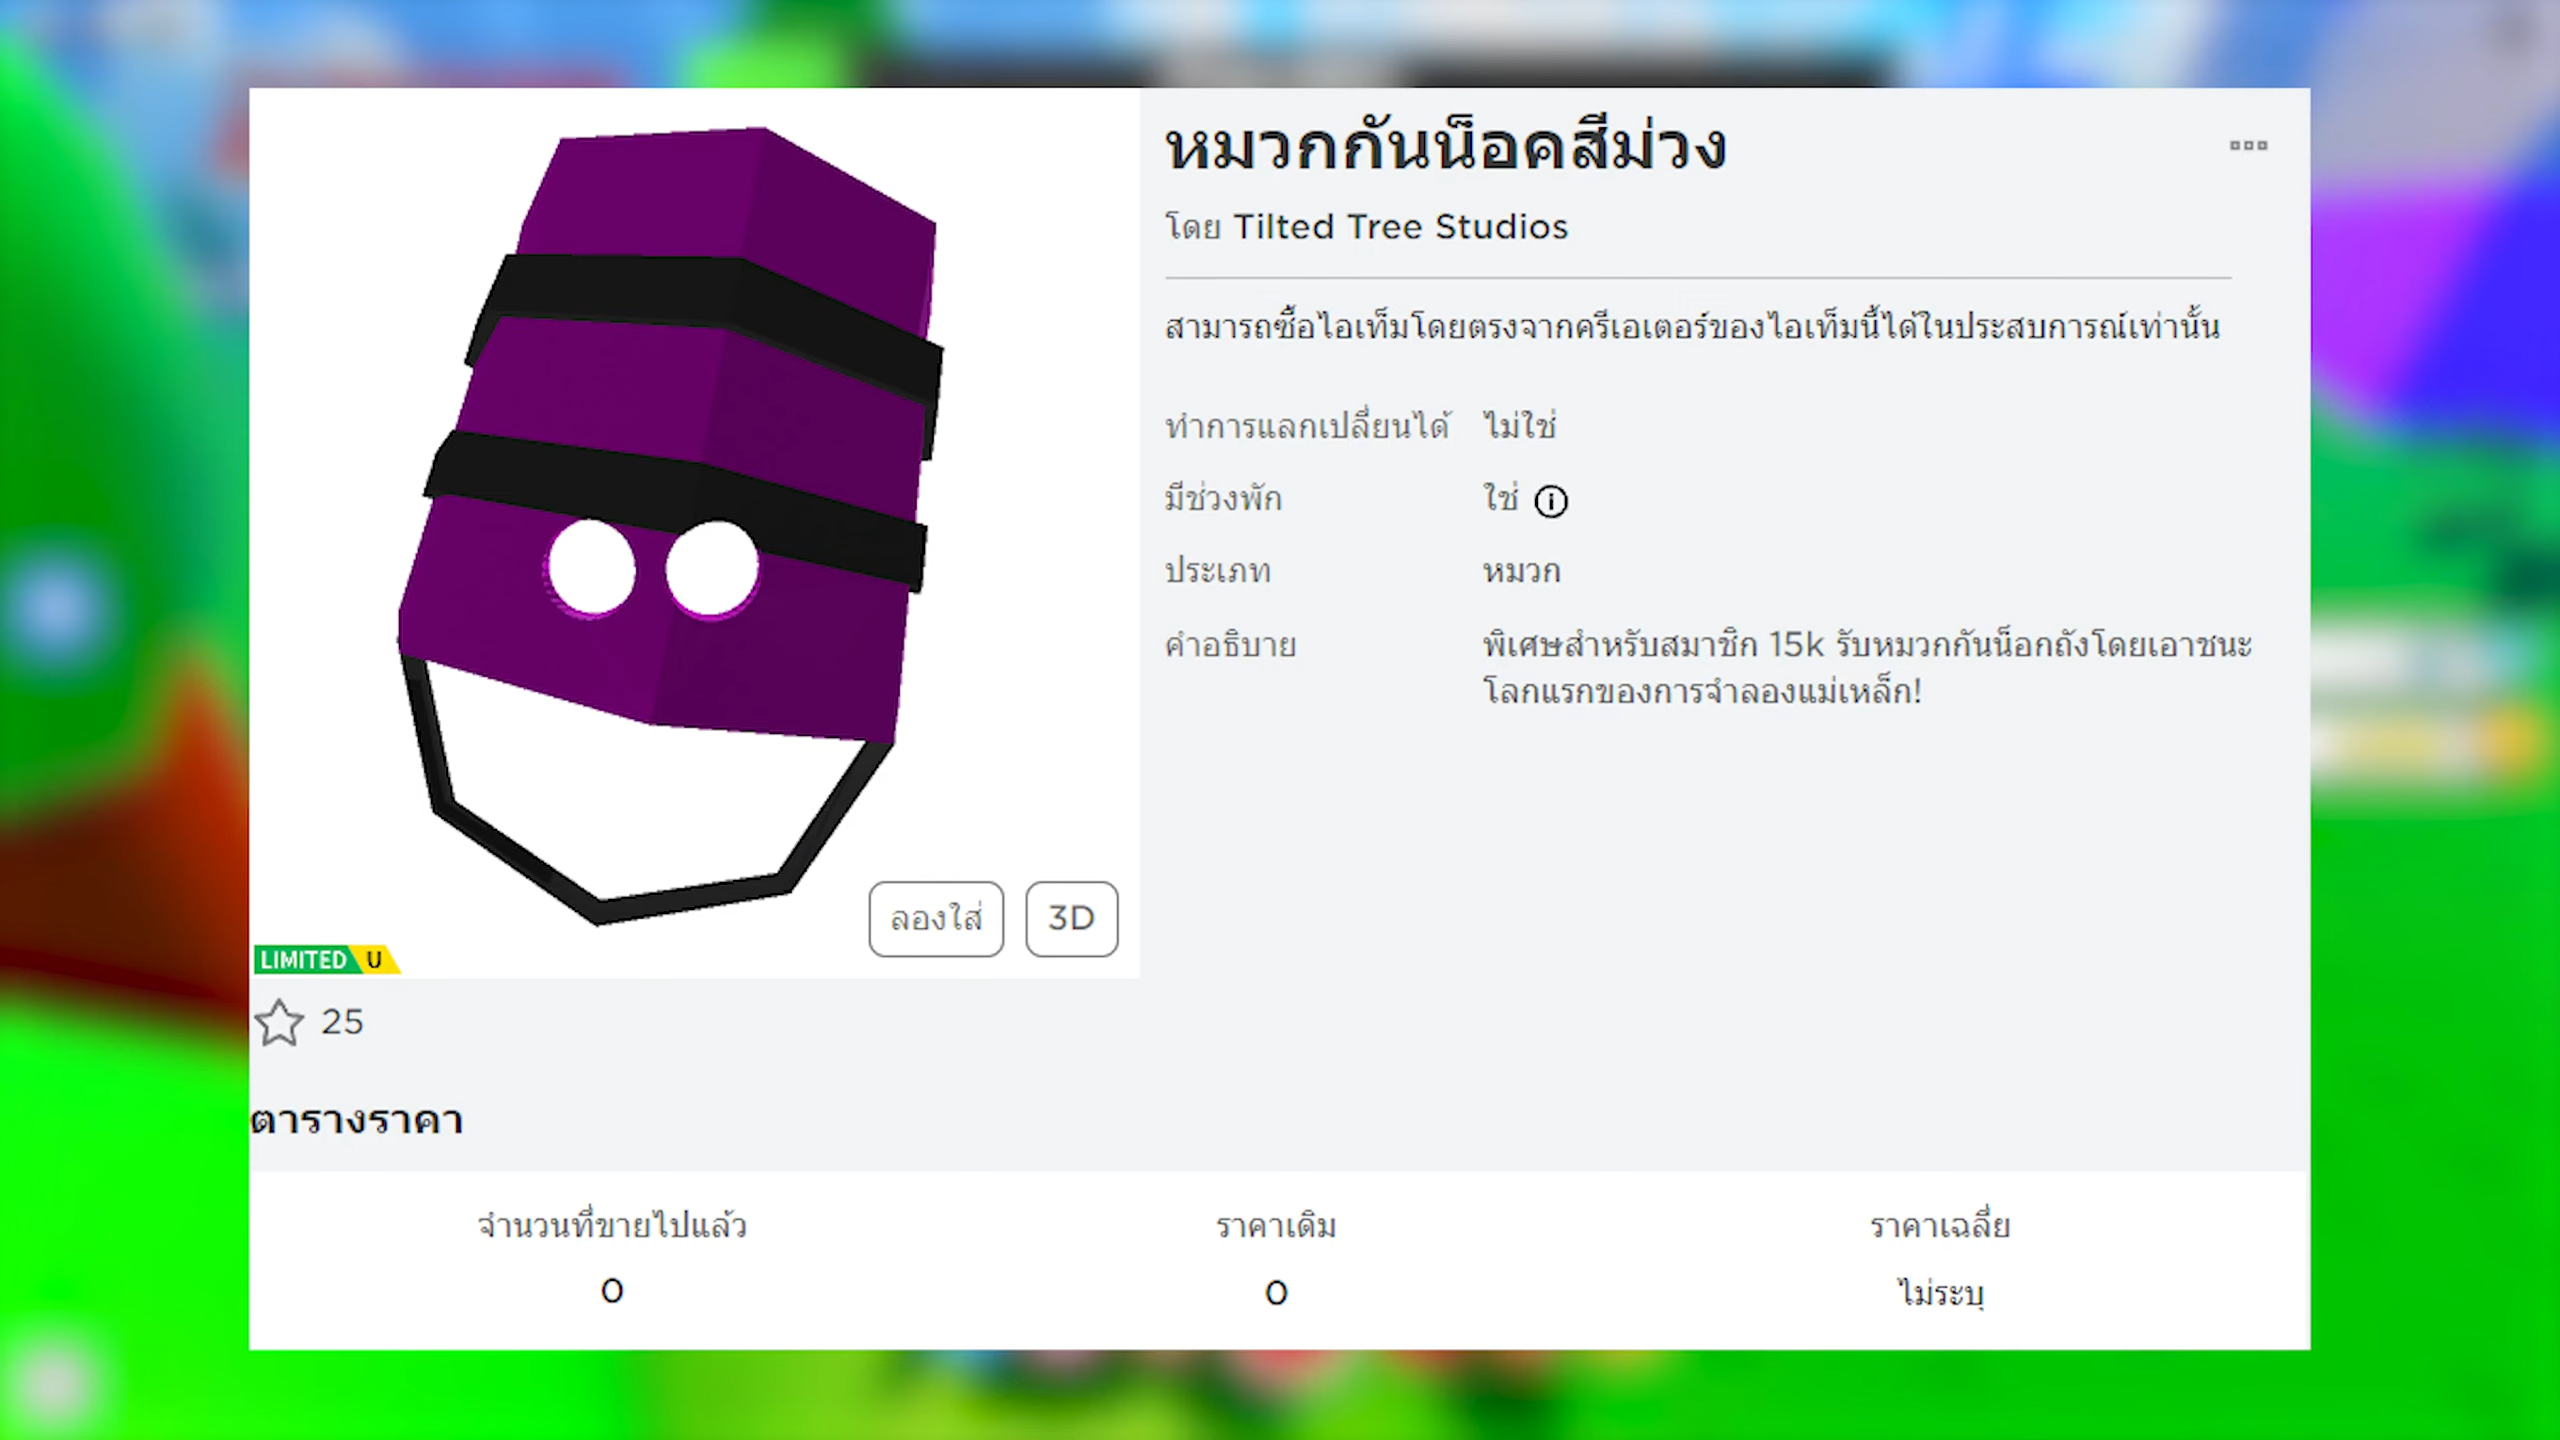 หมวกกันน็อคสีม่วง
โดย Tilted Tree Studios
สามารถซื้อไอเท็มโดยตรงจากครีเอเตอร์ของไอเท็มนี้ได้ในประสบการณ์เท่านั้น
ทำการแลกเปลี่ยนได้ ไม่ใช่
มีช่วงพัก ใช่
ประเภท หมวก
คำอธิบาย พิเศษสำหรับสมาชิก 15k รับหมวกกันน็อกถังโดยเอาชนะ
โลกแรกของการจำลองแม่เหล็ก!
ลองใส่ 3D
LIMITED U
25
ตารางราคา
จำนวนที่ขายไปแล้ว ราคาเดิม ราคาเฉลี่ย
0 0 ไม่ระบุ